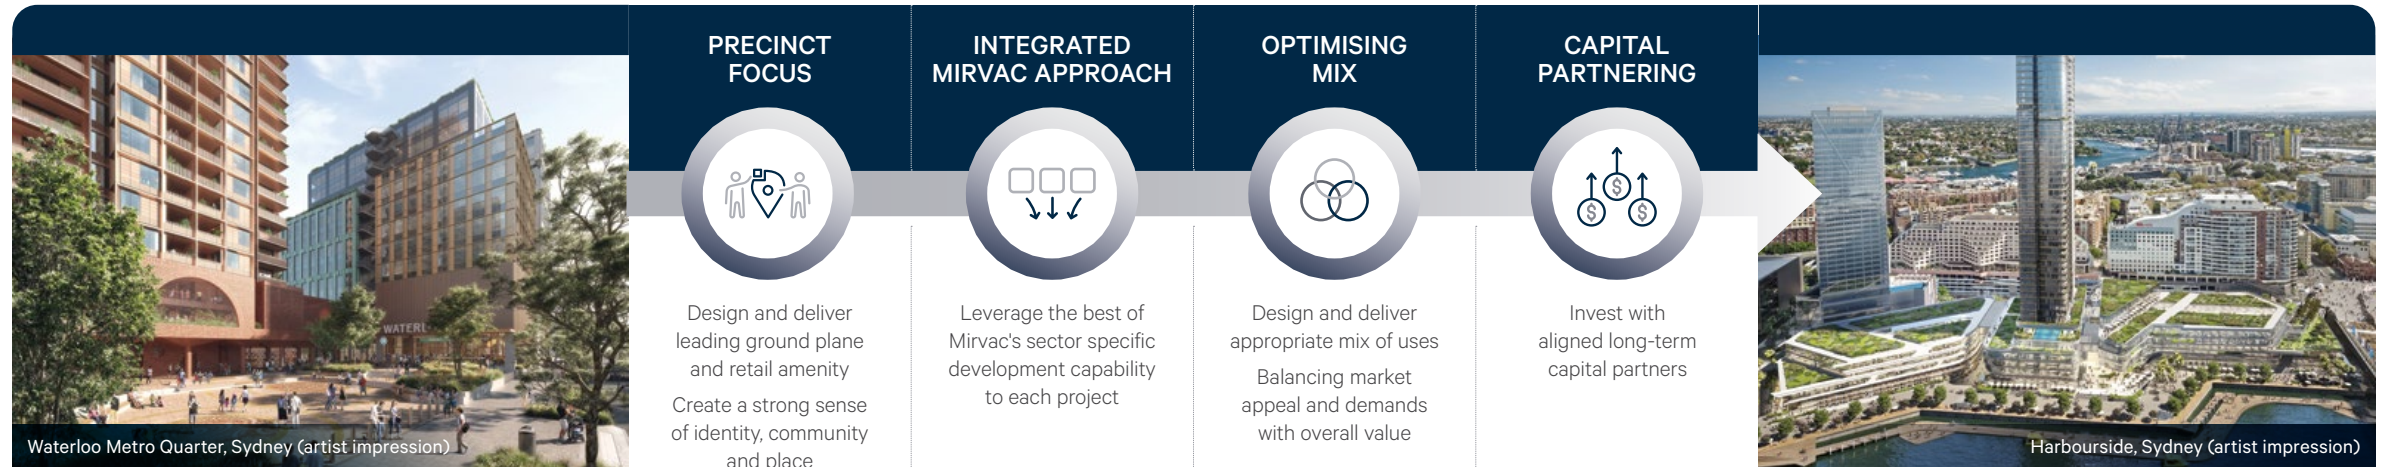 PRECINCT
FOCUS
INTEGRATED
MIRVAC APPROACH
OPTIMISING
MIX
CAPITAL
PARTNERING
Design and deliver
leading ground plane
and retail amenity
Create a strong sense
of identity, community
and place
Leverage the best of
Mirvac's sector specific
development capability
to each project
Design and deliver
appropriate mix of uses
Balancing market
appeal and demands
with overall value
Invest with
aligned long-term
capital partners
WATERL
Waterloo Metro Quarter, Sydney (artist impression)
Harbourside, Sydney (artist impression)